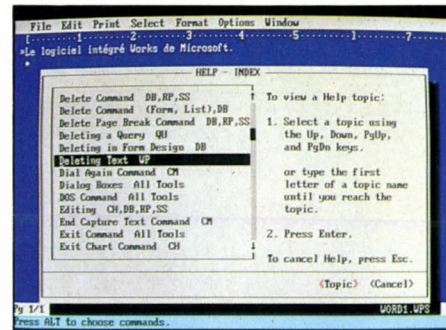 File Edit Print Select Format Options Window
[.........1.........2.........3.........4.........5.........].........7....
»Le logiciel intégré Works de Microsoft.
HELP - INDEX
Delete Command DB,RP,SS
Delete Command (Form, List),DB
Delete Page Break Command DB,RP,SS
Deleting a Query QU
Deleting in Form Design DB
Deleting Text WP
Dial Again Command CM
Dialog Boxes All Tools
DOS Command All Tools
Editing CH,DB,RP,SS
End Capture Text Command CM
Exit Command All Tools
Exit Chart Command CH
To view a Help topic:
1. Select a topic using
the Up, Down, PgUp,
and PgDn keys.
or type the first
letter of a topic name
until you reach the
topic.
2. Press Enter.
To cancel Help, press Esc.
<Topic> <Cancel>
Pg 1/1 WORD1.WPS
Press ALT to choose commands.